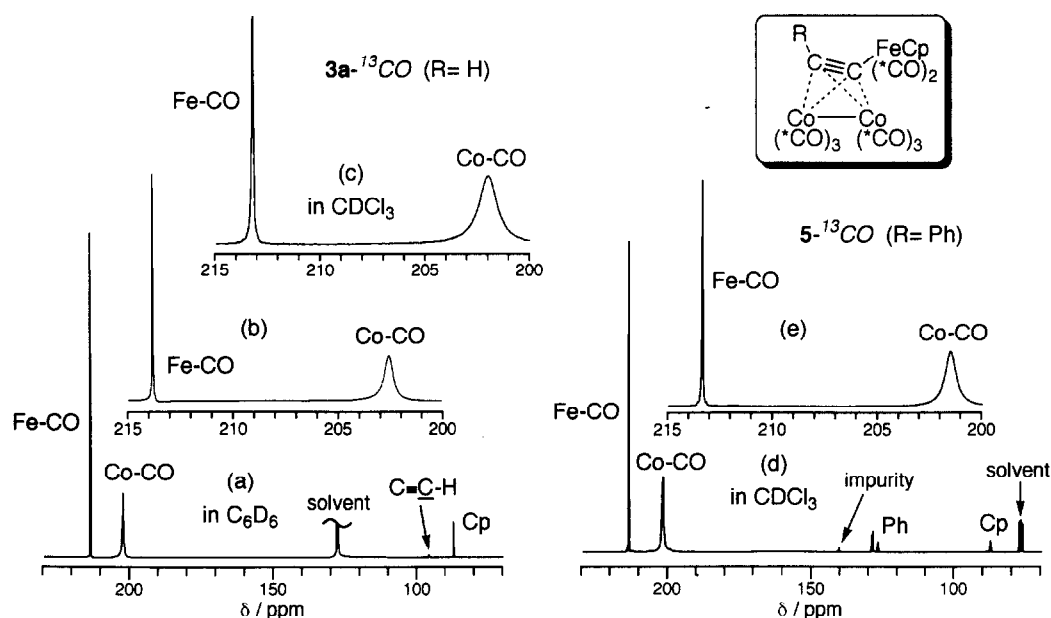 3a-¹³CO (R= H)
Fe-CO
(c)
in CDCl₃
Co-CO
215 210 205 200
(b)
Fe-CO
Co-CO
215 210 205 200
Fe-CO
Co-CO
(a)
in C₆D₆
solvent
C≡C-H
Cp
200 150 100
δ / ppm
R
C≡C
FeCp
(*CO)₂
Co Co
(*CO)₃ (*CO)₃
5-¹³CO (R= Ph)
Fe-CO
(e)
Co-CO
215 210 205 200
Fe-CO
Co-CO
(d)
in CDCl₃
impurity
Ph
Cp
solvent
200 150 100
δ / ppm